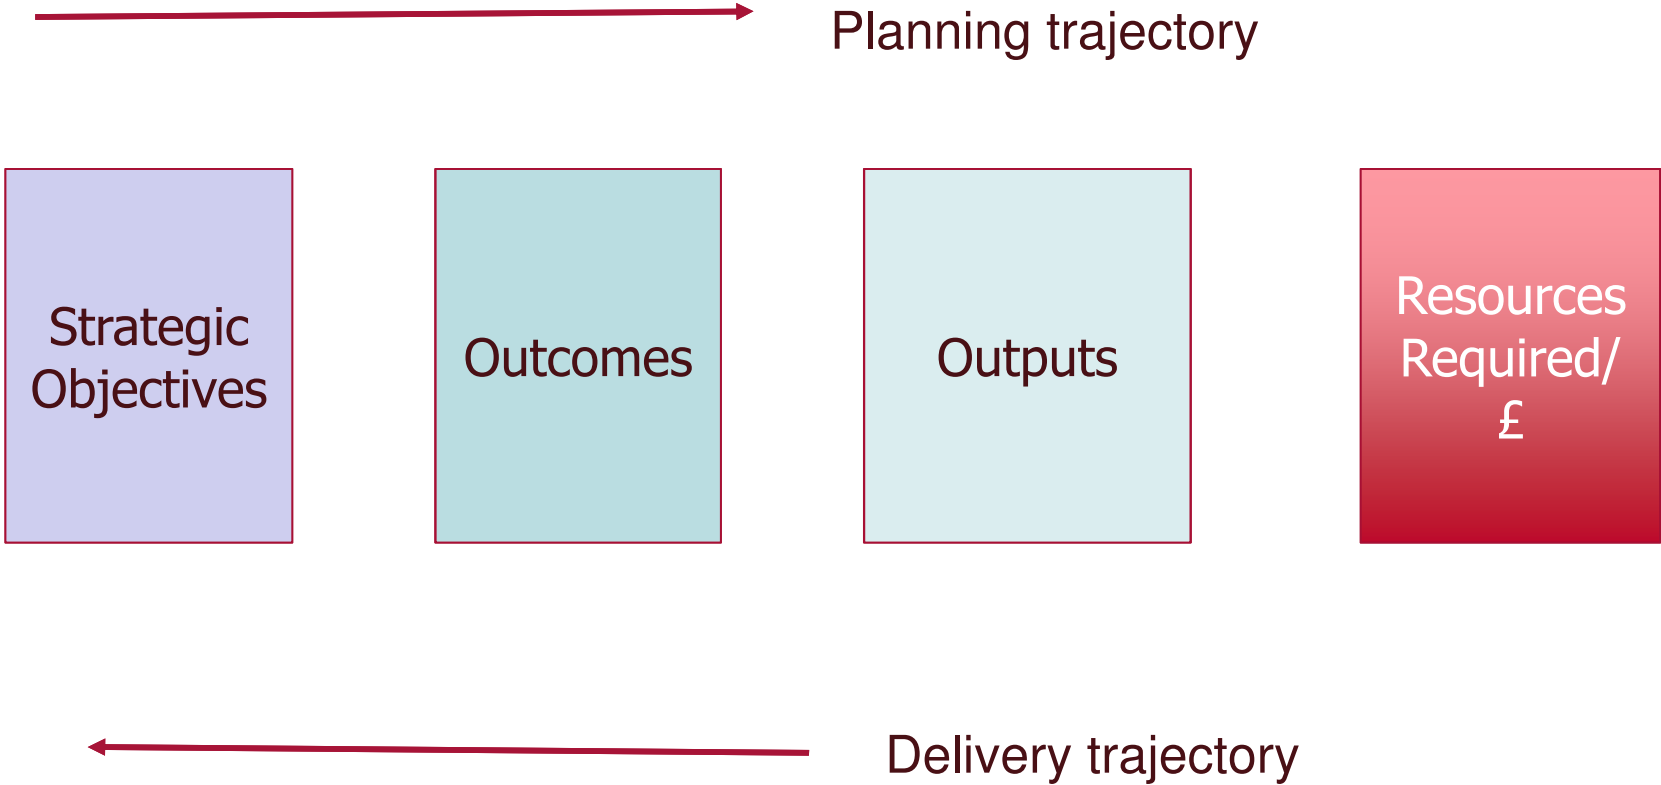 Planning trajectory
Strategic
Objectives
Outcomes
Outputs
Resources
Required/
£
Delivery trajectory